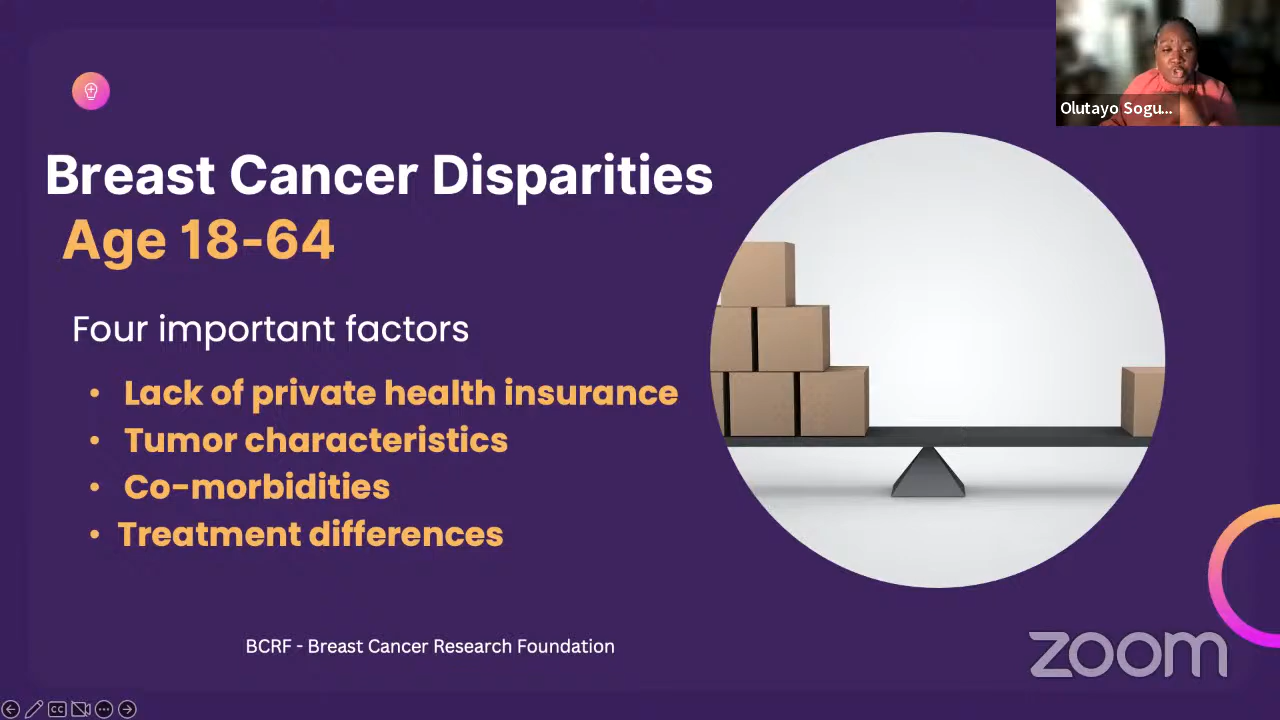 Olutayo Sogu...
Breast Cancer Disparities
Age 18-64
Four important factors
• Lack of private health insurance
• Tumor characteristics
• Co-morbidities
• Treatment differences
BCRF - Breast Cancer Research Foundation
zoom
CC